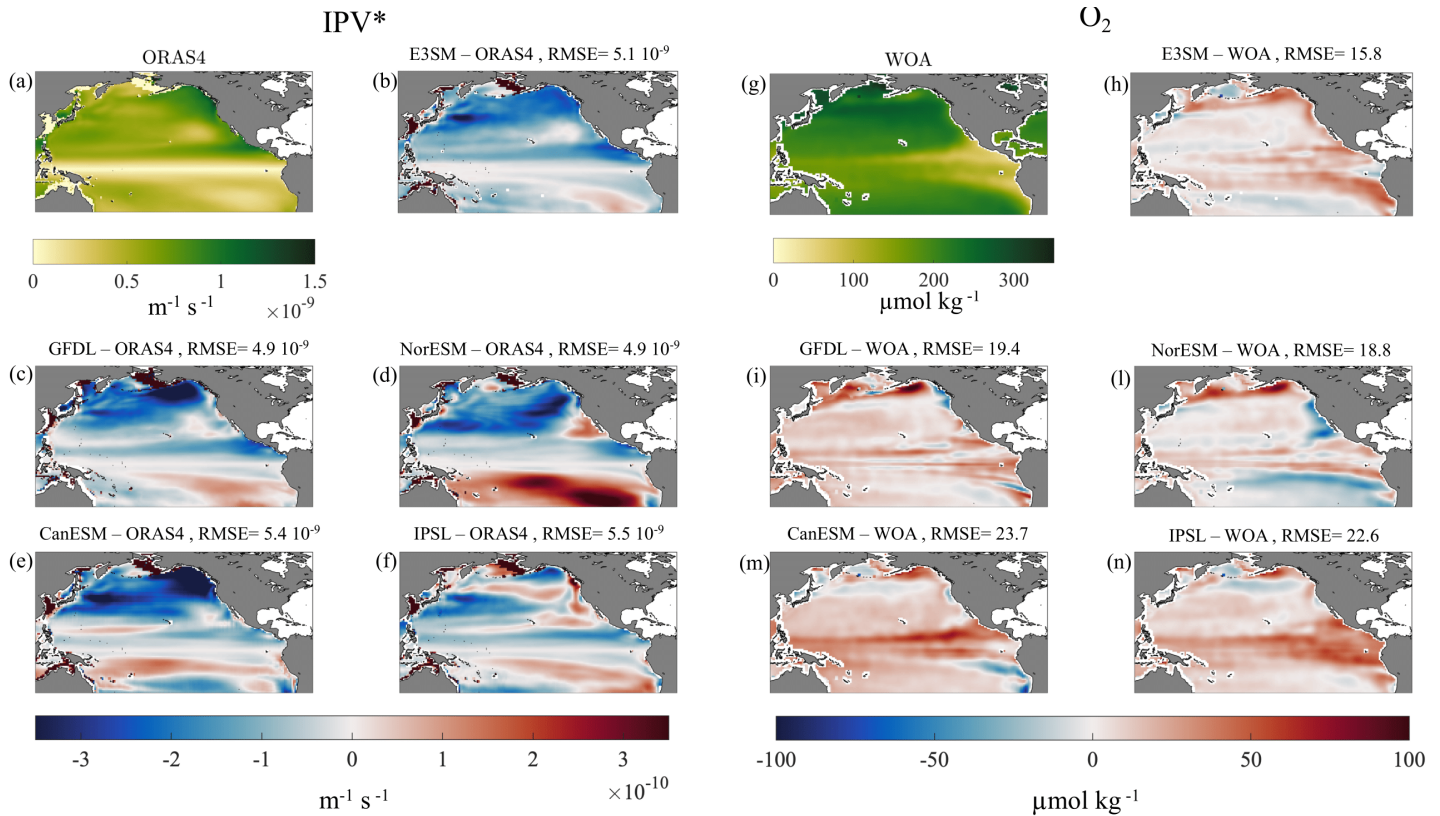 IPV*
O₂
ORAS4
(a)
E3SM – ORAS4 , RMSE= 5.1 10⁻⁹
(b)
WOA
(g)
E3SM – WOA , RMSE= 15.8
(h)
0 0.5 1 1.5
×10⁻⁹
m⁻¹ s⁻¹
0 100 200 300
µmol kg⁻¹
GFDL – ORAS4 , RMSE= 4.9 10⁻⁹
(c)
NorESM – ORAS4 , RMSE= 4.9 10⁻⁹
(d)
GFDL – WOA , RMSE= 19.4
(i)
NorESM – WOA , RMSE= 18.8
(l)
CanESM – ORAS4 , RMSE= 5.4 10⁻⁹
(e)
IPSL – ORAS4 , RMSE= 5.5 10⁻⁹
(f)
CanESM – WOA , RMSE= 23.7
(m)
IPSL – WOA , RMSE= 22.6
(n)
-3 -2 -1 0 1 2 3
×10⁻¹⁰
m⁻¹ s⁻¹
-100 -50 0 50 100
µmol kg⁻¹